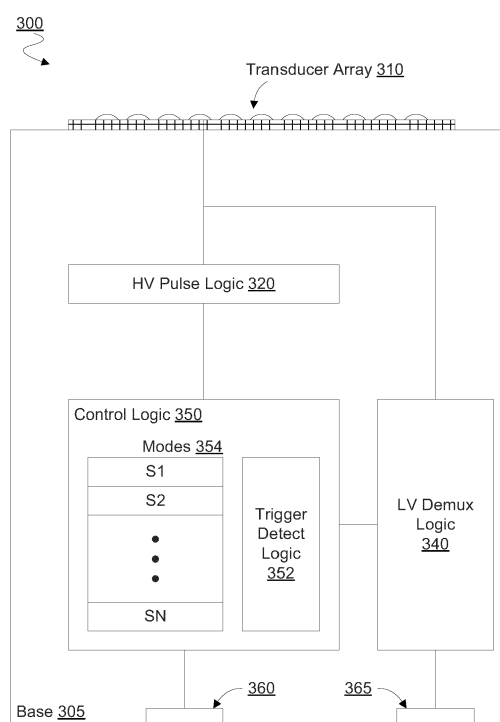 300
Transducer Array 310
HV Pulse Logic 320
Control Logic 350
Modes 354
S1
S2
SN
Trigger
Detect
Logic
352
LV Demux
Logic
340
360
365
Base 305